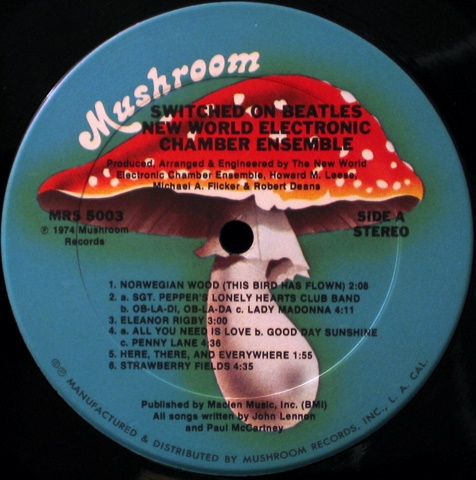 Mushroom
SWITCHED ON BEATLES
NEW WORLD ELECTRONIC
CHAMBER ENSEMBLE
Produced, Arranged & Engineered by The New World
Electronic Chamber Ensemble, Howard M. Leese,
Michael A. Flicker & Robert Deans
MRS 5003
℗ 1974 Mushroom
Records
SIDE A
STEREO
1. NORWEGIAN WOOD (THIS BIRD HAS FLOWN) 2:08
2. a. SGT. PEPPER'S LONELY HEARTS CLUB BAND
b. OB-LA-DI, OB-LA-DA c. LADY MADONNA 4:11
3. ELEANOR RIGBY 3:00
4. a. ALL YOU NEED IS LOVE b. GOOD DAY SUNSHINE
c. PENNY LANE 4:36
5. HERE, THERE, AND EVERYWHERE 1:55
6. STRAWBERRY FIELDS 4:35
Published by Maclen Music, Inc. (BMI)
All songs written by John Lennon
and Paul McCartney
©℗ MANUFACTURED & DISTRIBUTED BY MUSHROOM RECORDS, INC., L. A. CAL.